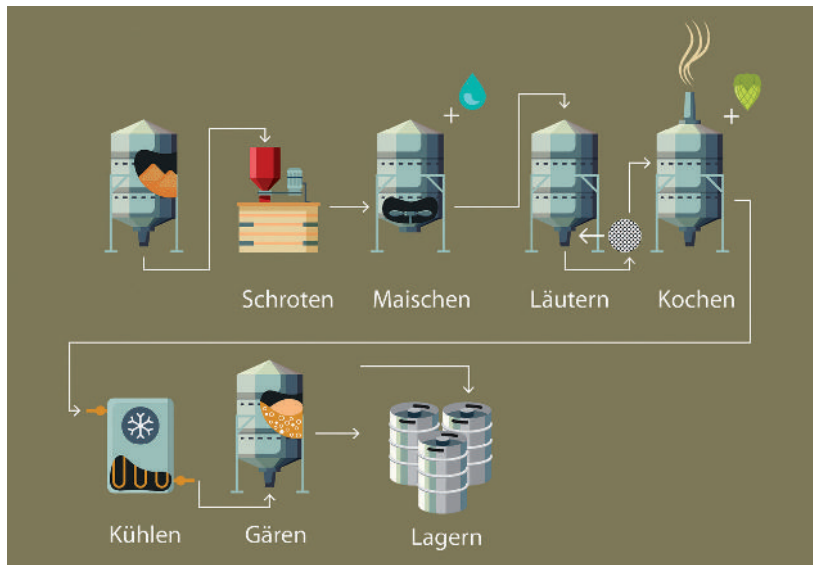 +
+
Schroten
Maischen
Läutern
Kochen
Kühlen
Gären
Lagern